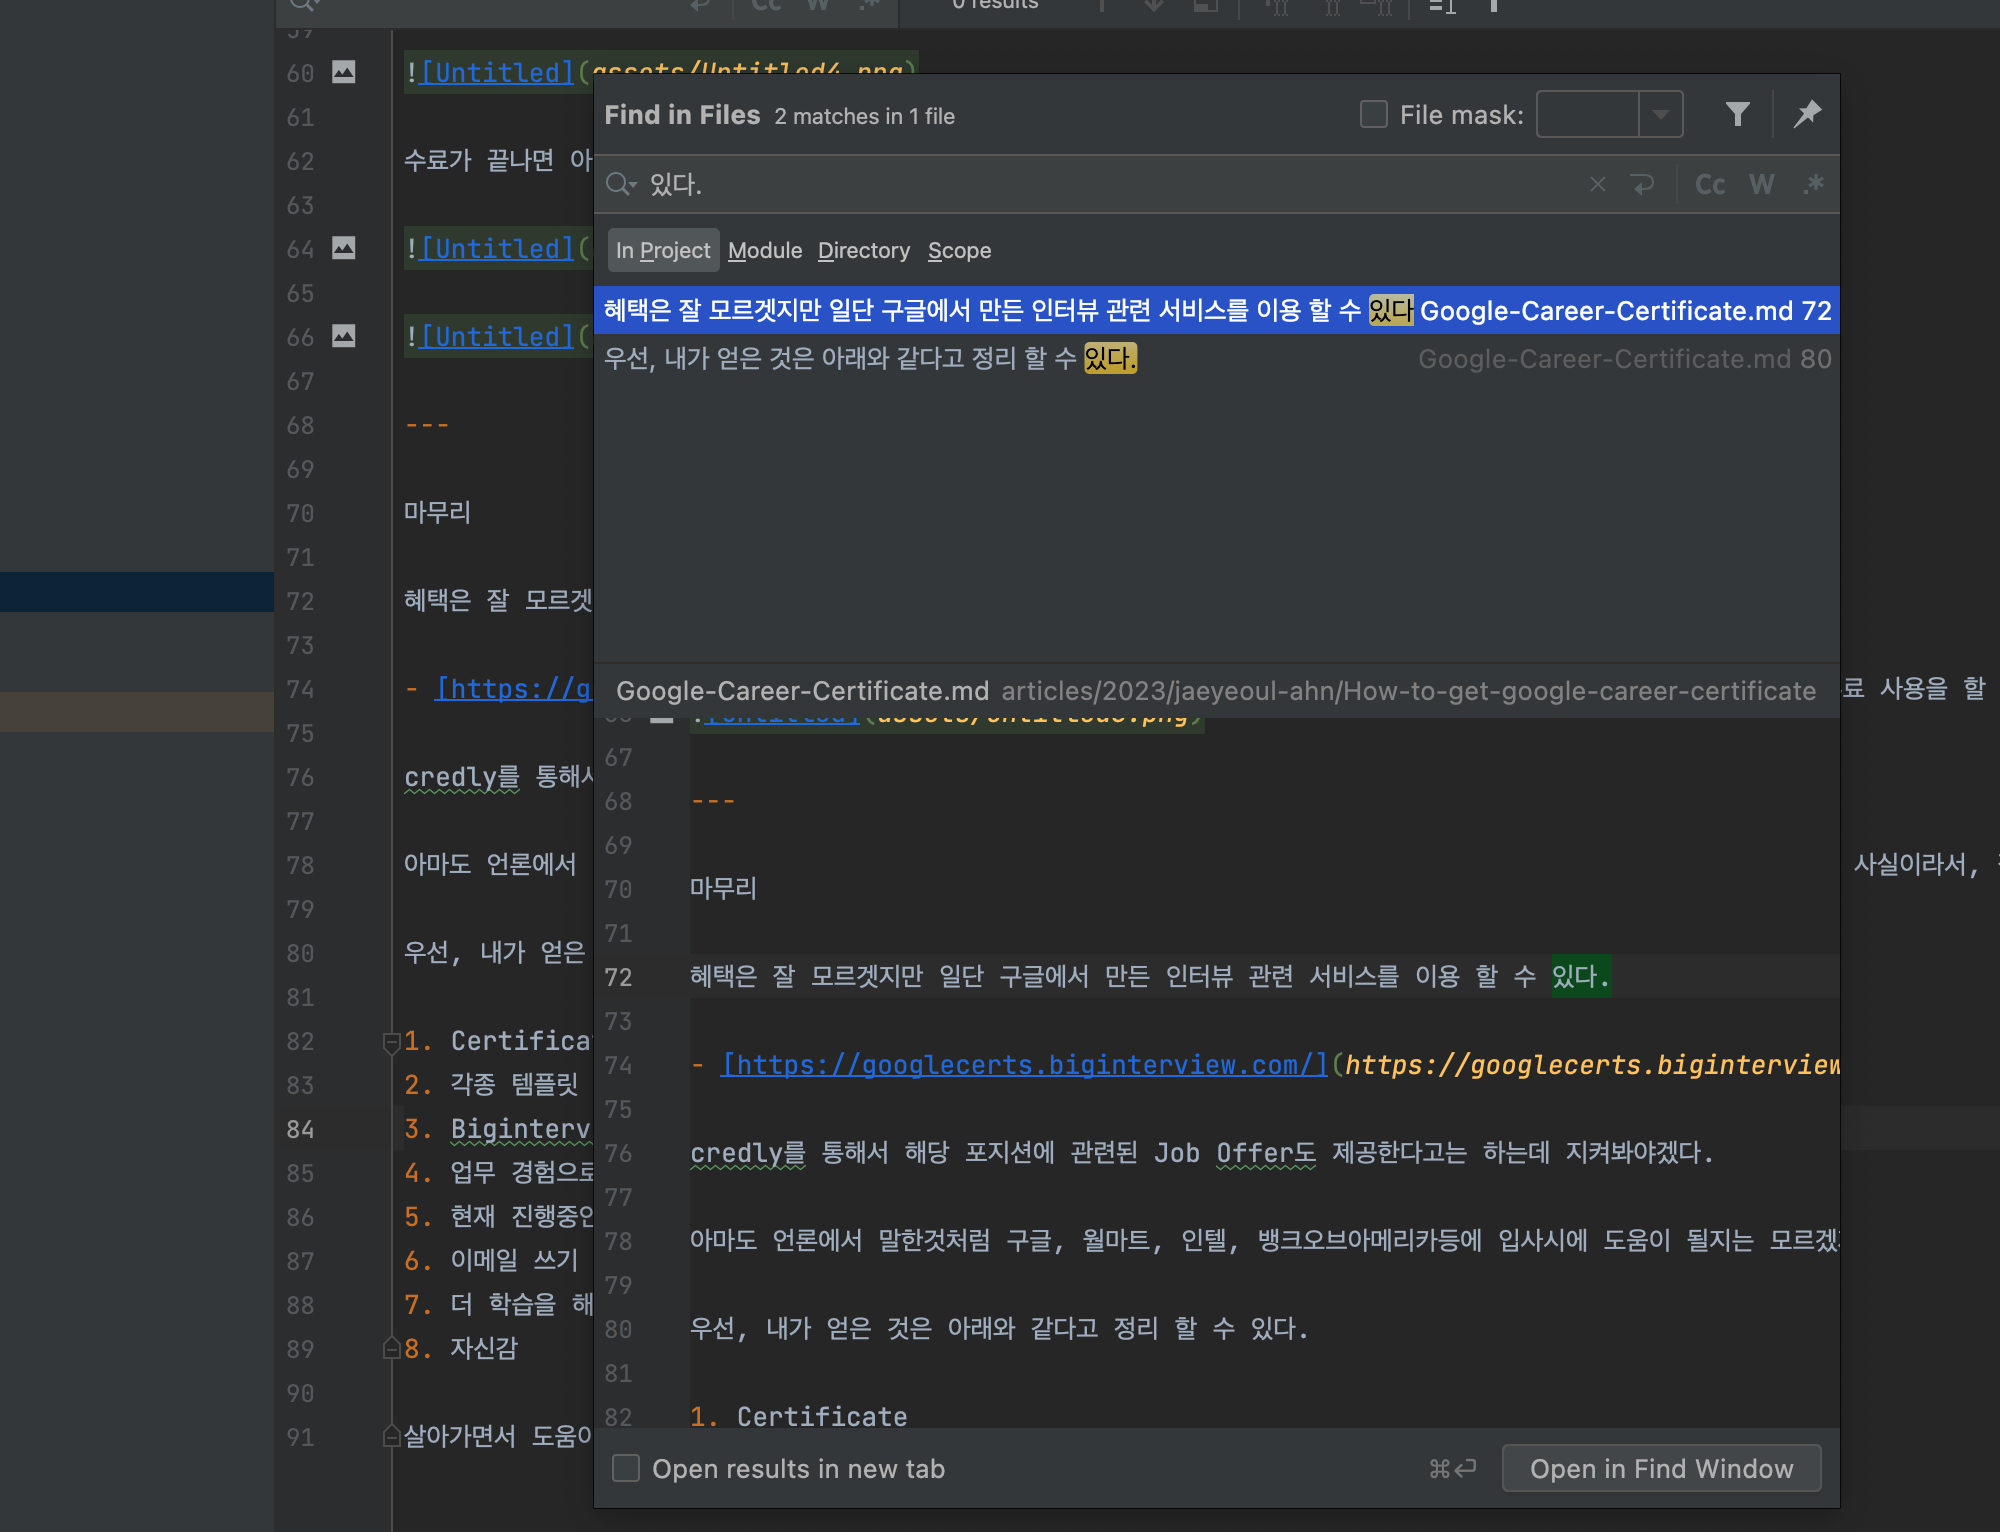 0 results
59
60 ![Untitled](assets/Untitled4.png)
61
62 수료가 끝나면 아
63
64 ![Untitled](
65
66 ![Untitled](
67
68 ---
69
70 마무리
71
72 혜택은 잘 모르겟
73
74 - [https://g
료 사용을 할
75
76 credly를 통해서
77
78 아마도 언론에서
사실이라서,
79
80 우선, 내가 얻은
81
82 1. Certifica
83 2. 각종 템플릿
84 3. Biginterv
85 4. 업무 경험으로
86 5. 현재 진행중인
87 6. 이메일 쓰기
88 7. 더 학습을 해
89 8. 자신감
90
91 살아가면서 도움이
Find in Files 2 matches in 1 file File mask:
있다. Cc W .*
In Project Module Directory Scope
혜택은 잘 모르겟지만 일단 구글에서 만든 인터뷰 관련 서비스를 이용 할 수 있다 Google-Career-Certificate.md 72
우선, 내가 얻은 것은 아래와 같다고 정리 할 수 있다. Google-Career-Certificate.md 80
Google-Career-Certificate.md articles/2023/jaeyeoul-ahn/How-to-get-google-career-certificate
67
68 ---
69
70 마무리
71
72 혜택은 잘 모르겟지만 일단 구글에서 만든 인터뷰 관련 서비스를 이용 할 수 있다.
73
74 - [https://googlecerts.biginterview.com/](https://googlecerts.biginterview
75
76 credly를 통해서 해당 포지션에 관련된 Job Offer도 제공한다고는 하는데 지켜봐야겠다.
77
78 아마도 언론에서 말한것처럼 구글, 월마트, 인텔, 뱅크오브아메리카등에 입사시에 도움이 될지는 모르겠
79
80 우선, 내가 얻은 것은 아래와 같다고 정리 할 수 있다.
81
82 1. Certificate
Open results in new tab ⌘↩ Open in Find Window